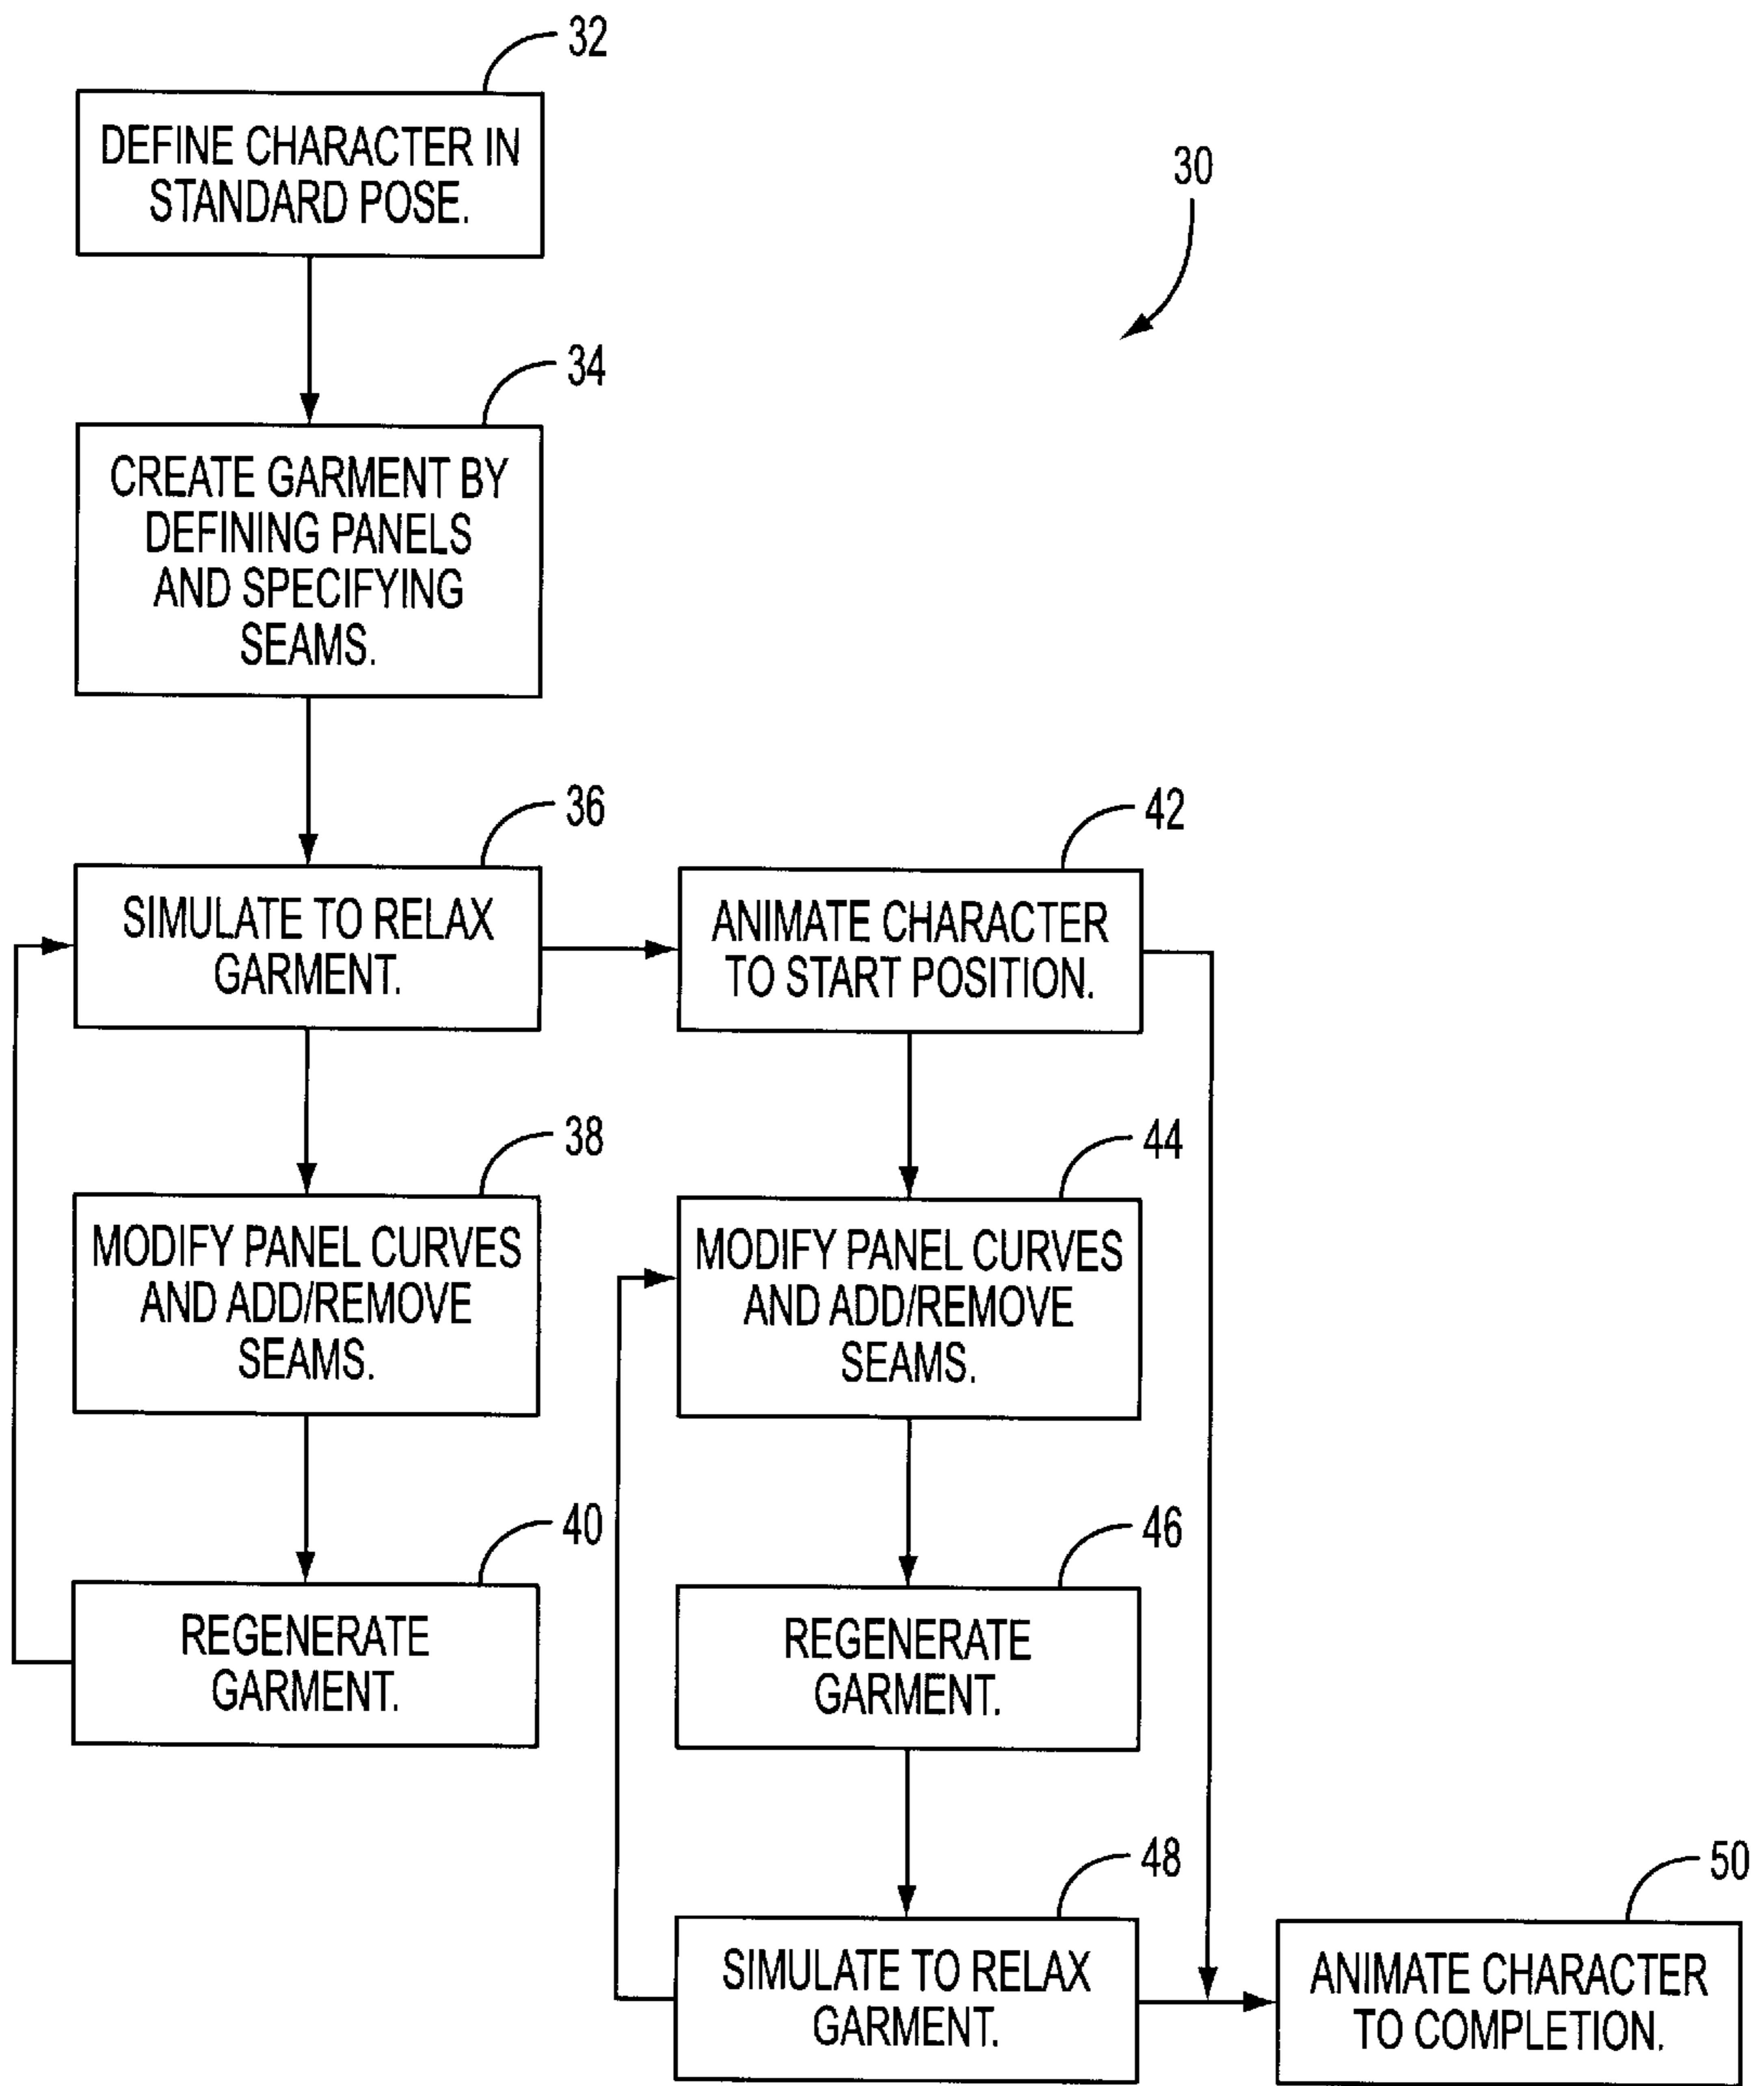 32
DEFINE CHARACTER IN
STANDARD POSE.
30
34
CREATE GARMENT BY
DEFINING PANELS
AND SPECIFYING
SEAMS.
36
SIMULATE TO RELAX
GARMENT.
42
ANIMATE CHARACTER
TO START POSITION.
38
MODIFY PANEL CURVES
AND ADD/REMOVE
SEAMS.
44
MODIFY PANEL CURVES
AND ADD/REMOVE
SEAMS.
40
REGENERATE
GARMENT.
46
REGENERATE
GARMENT.
48
SIMULATE TO RELAX
GARMENT.
50
ANIMATE CHARACTER
TO COMPLETION.